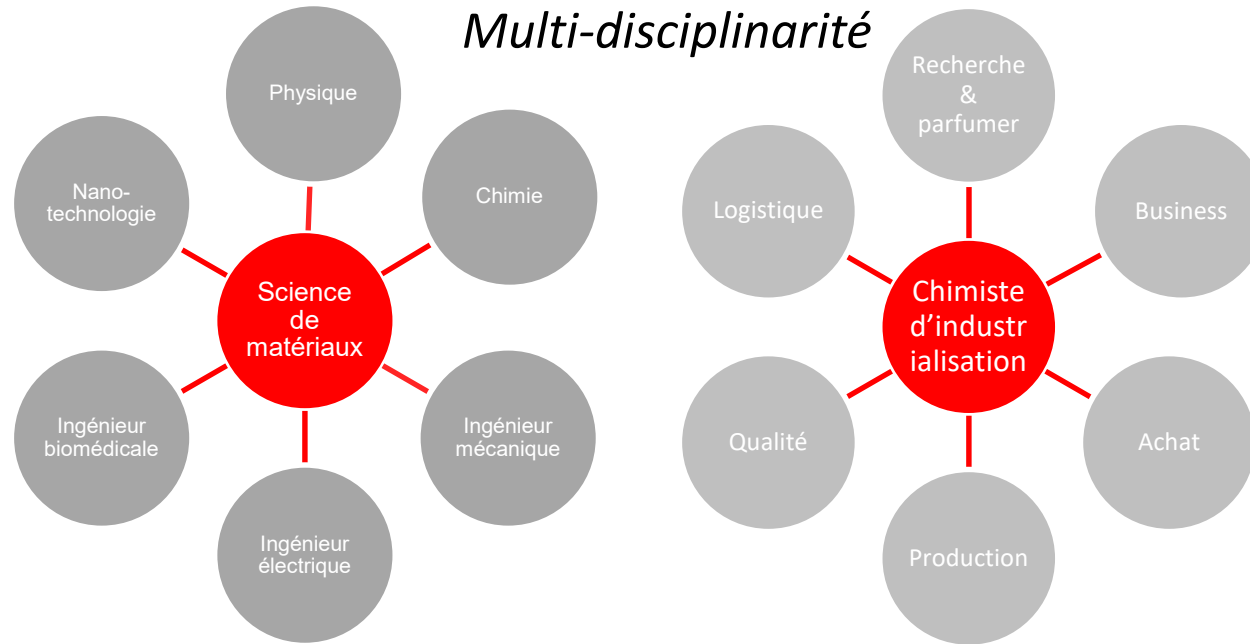 Multi-disciplinarité
Physique
Chimie
Nano-
technologie
Science
de
matériaux
Ingénieur
biomédicale
Ingénieur
mécanique
Ingénieur
électrique
Recherche
&
parfumer
Logistique
Business
Chimiste
d’industr
ialisation
Qualité
Achat
Production